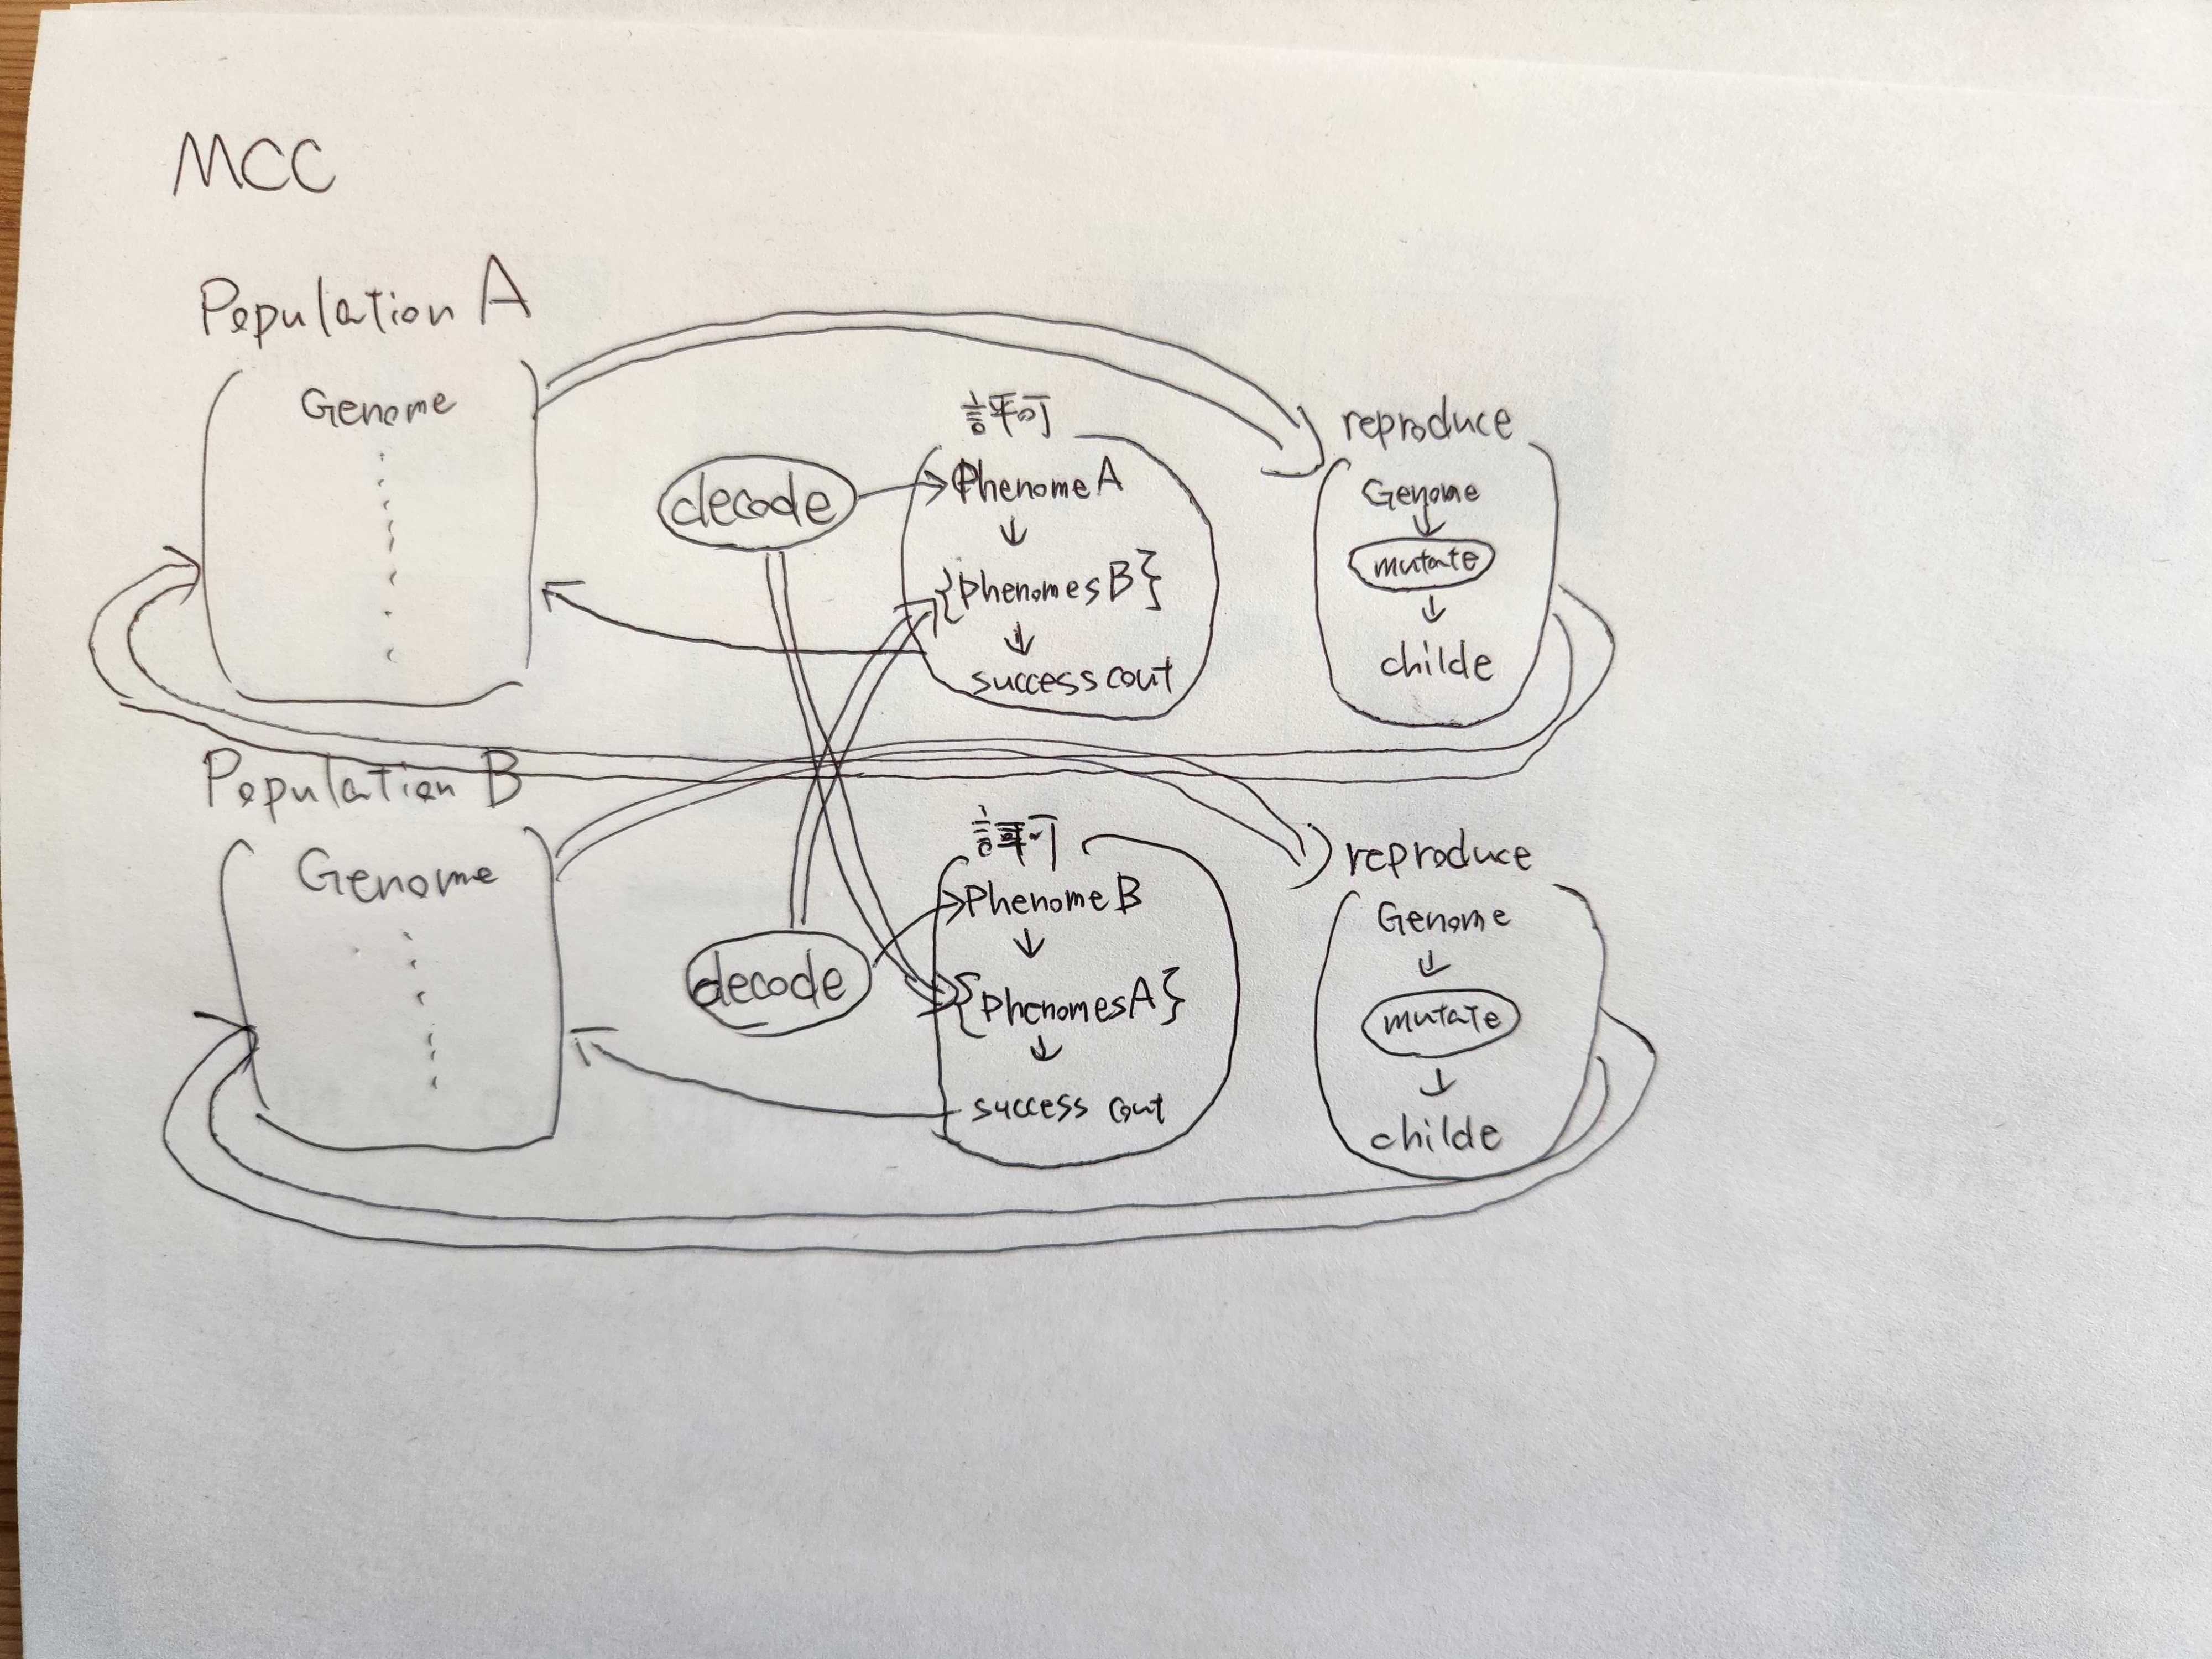 MCC
Population A
Genome
decode
評可
Phenome A
{phenomes B}
success cout
reproduce
Genome
mutate
childe
Population B
Genome
decode
評可
Phenome B
{phenomes A}
success cout
reproduce
Genome
mutate
childe